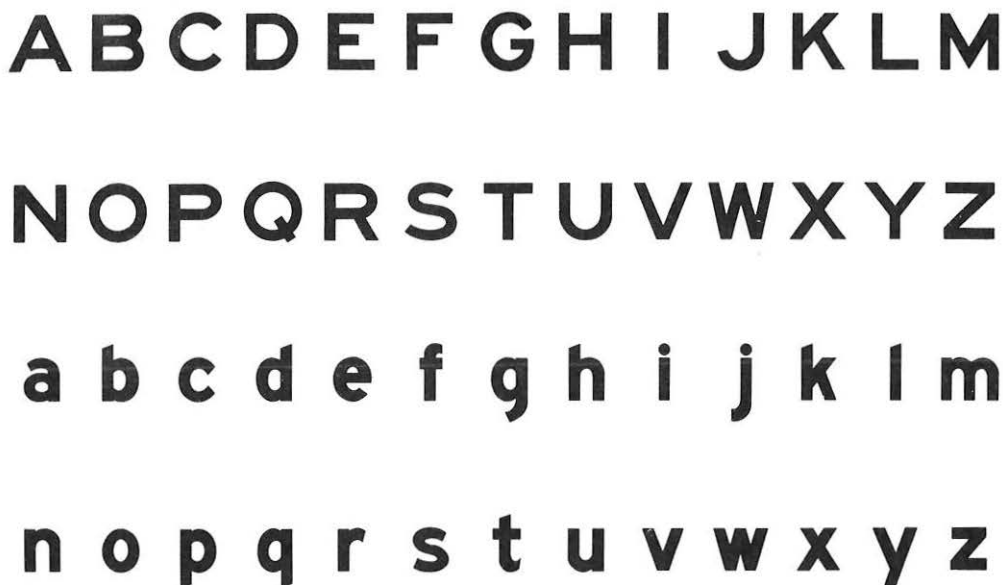 A B C D E F G H I J K L M
N O P Q R S T U V W X Y Z
a b c d e f g h i j k l m
n o p q r s t u v w x y z